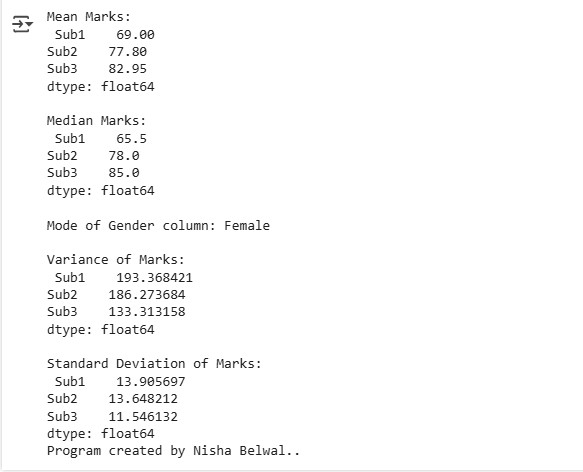 Mean Marks:
 Sub1    69.00
Sub2    77.80
Sub3    82.95
dtype: float64

Median Marks:
 Sub1    65.5
Sub2    78.0
Sub3    85.0
dtype: float64

Mode of Gender column: Female

Variance of Marks:
 Sub1    193.368421
Sub2    186.273684
Sub3    133.313158
dtype: float64

Standard Deviation of Marks:
 Sub1    13.905697
Sub2    13.648212
Sub3    11.546132
dtype: float64
Program created by Nisha Belwal..